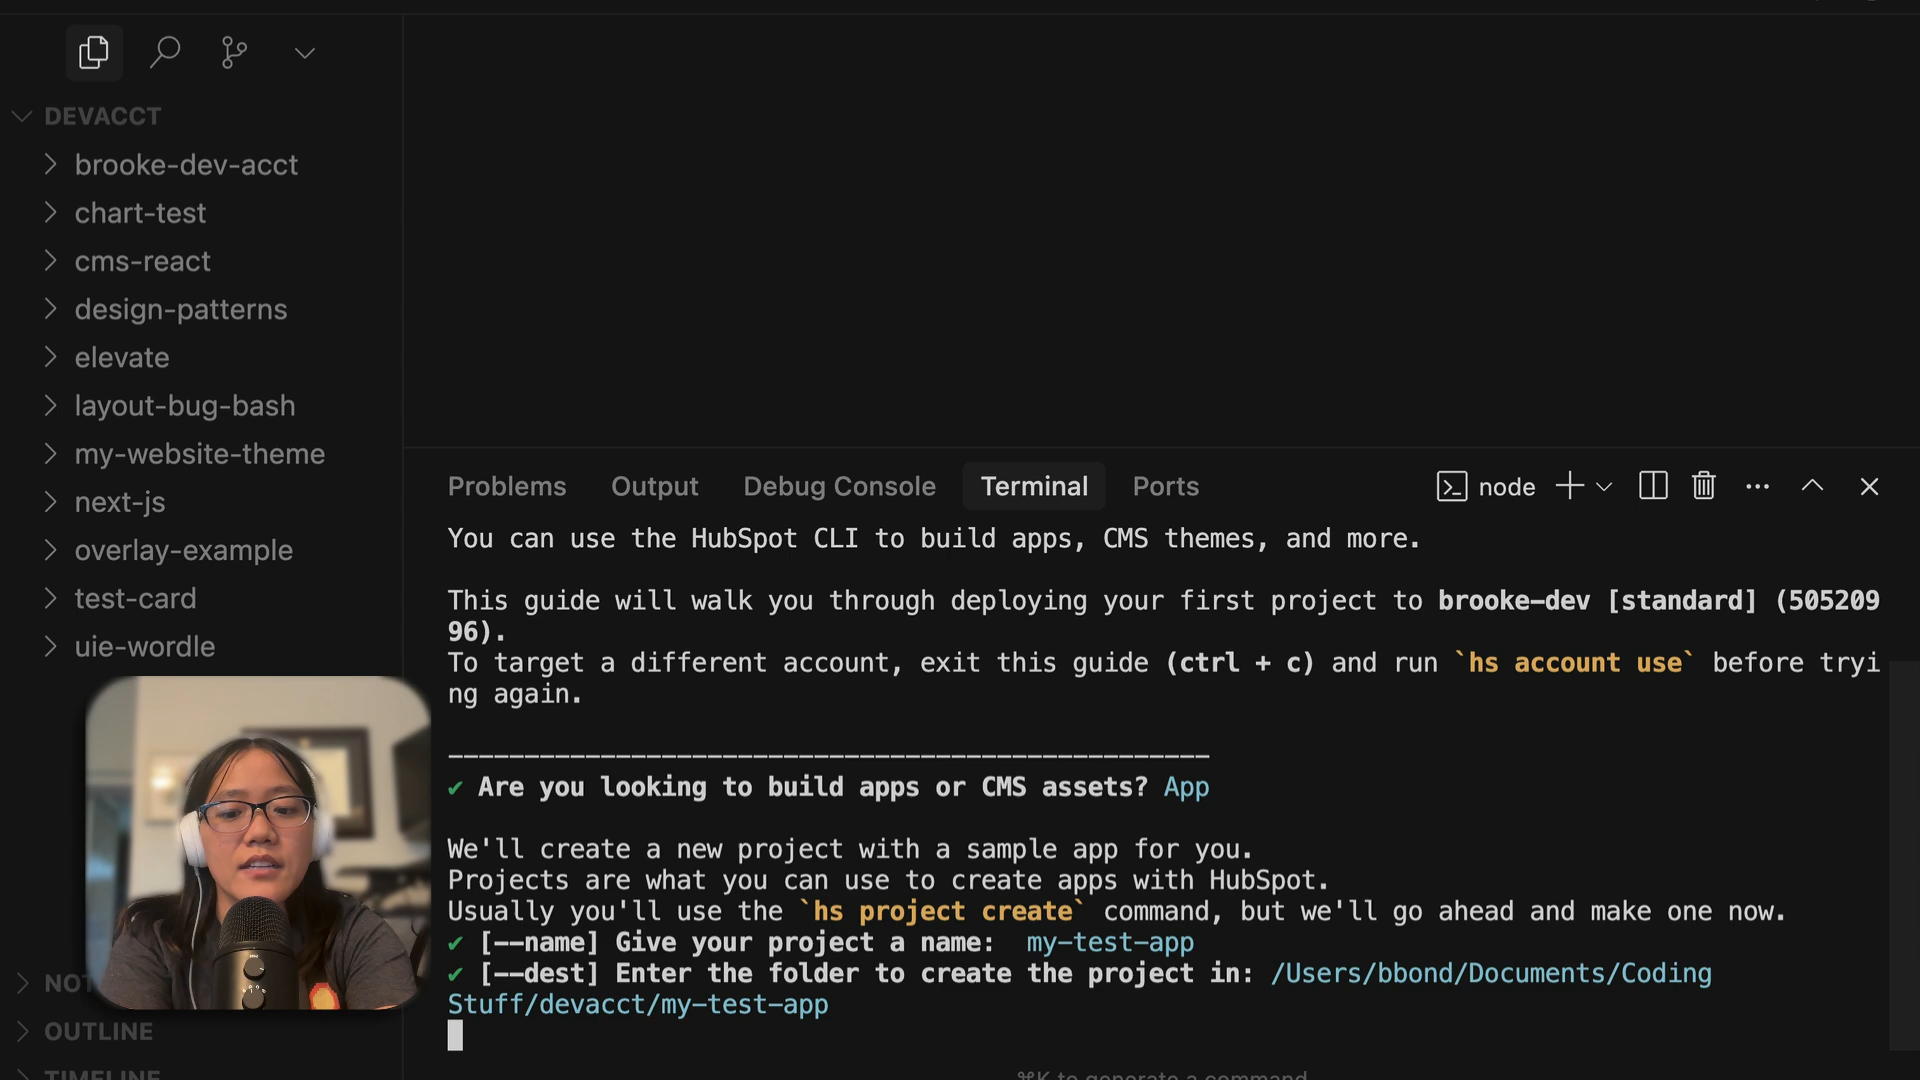 DEVACCT
brooke-dev-acct
chart-test
cms-react
design-patterns
elevate
layout-bug-bash
my-website-theme
next-js
overlay-example
test-card
uie-wordle
OUTLINE
TIMELINE
Problems Output Debug Console Terminal Ports node
You can use the HubSpot CLI to build apps, CMS themes, and more.
This guide will walk you through deploying your first project to brooke-dev [standard] (505209
96).
To target a different account, exit this guide (ctrl + c) and run `hs account use` before tryi
ng again.
--------------------------------------------------
✔ Are you looking to build apps or CMS assets? App
We'll create a new project with a sample app for you.
Projects are what you can use to create apps with HubSpot.
Usually you'll use the `hs project create` command, but we'll go ahead and make one now.
✔ [--name] Give your project a name: my-test-app
✔ [--dest] Enter the folder to create the project in: /Users/bbond/Documents/Coding
Stuff/devacct/my-test-app
⌘K to generate a command